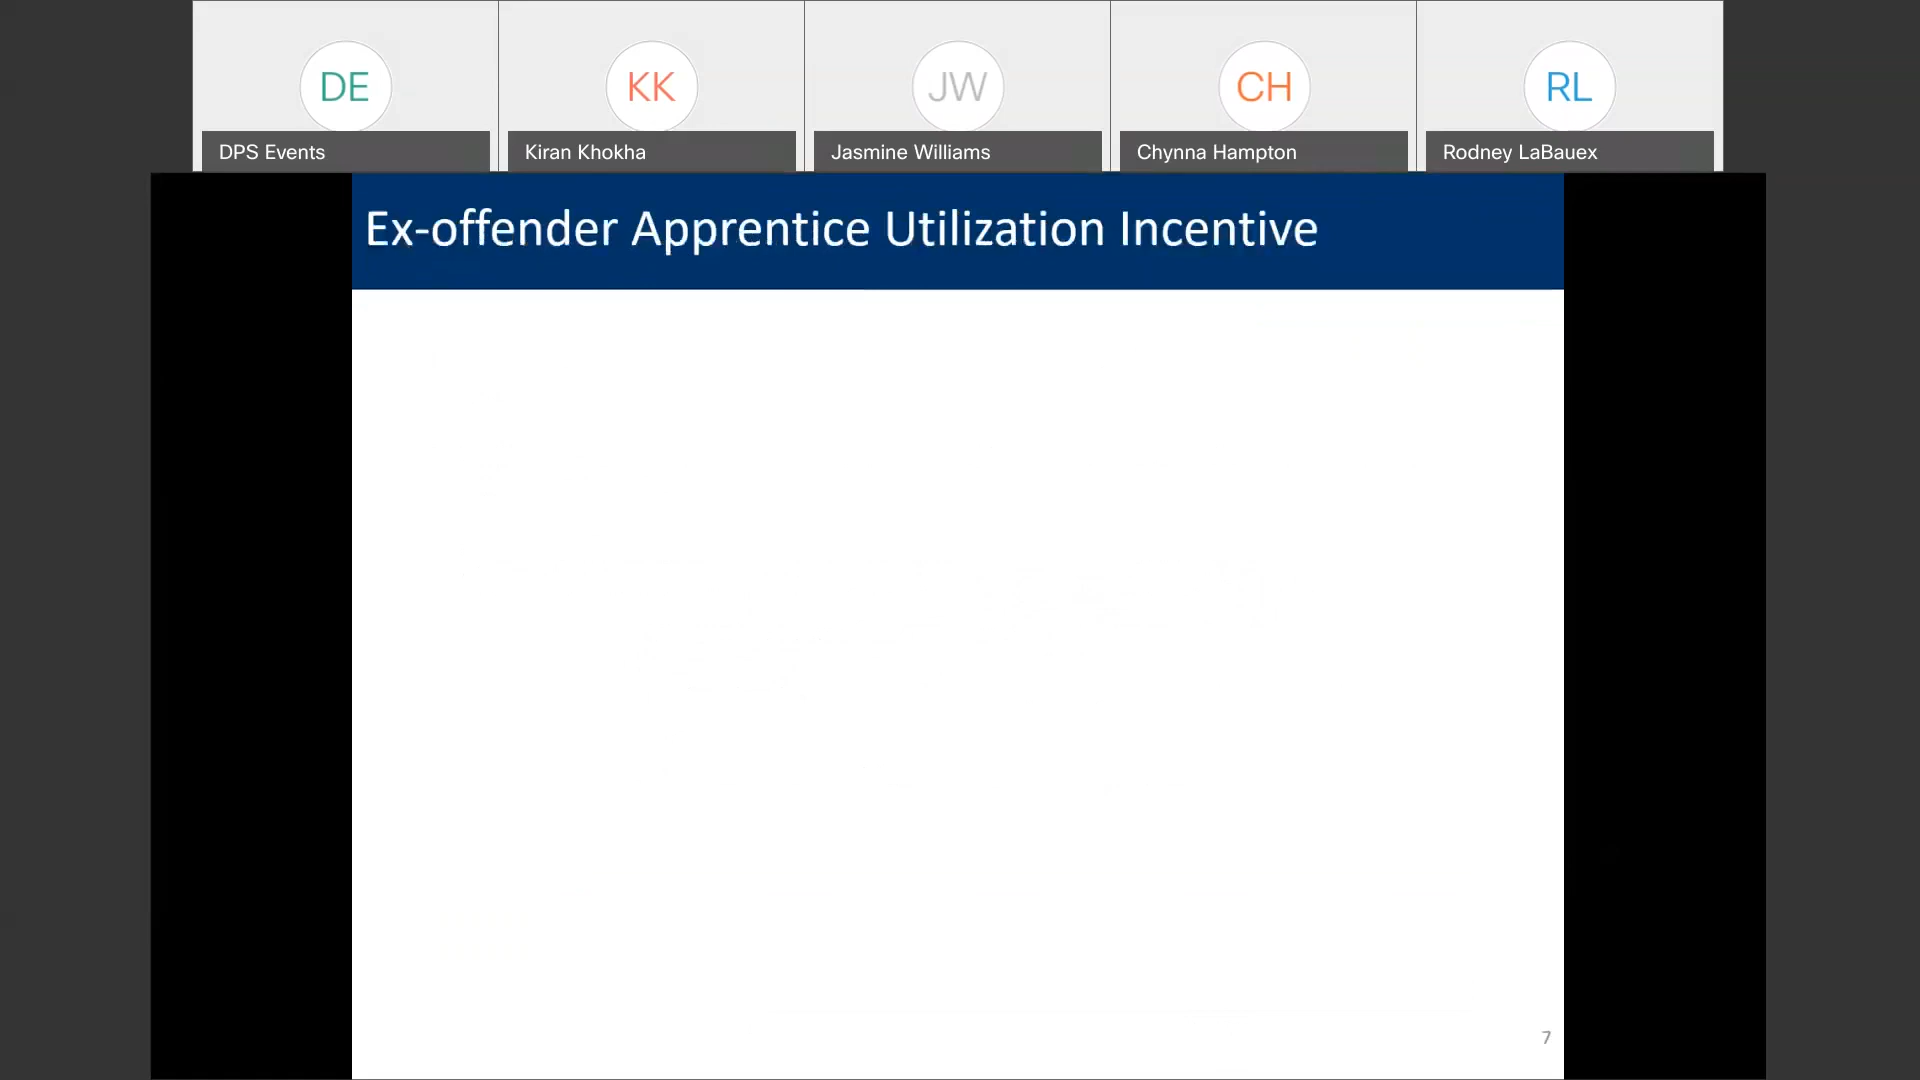 DE
KK
JW
CH
RL
DPS Events
Kiran Khokha
Jasmine Williams
Chynna Hampton
Rodney LaBauex
Ex-offender Apprentice Utilization Incentive
7